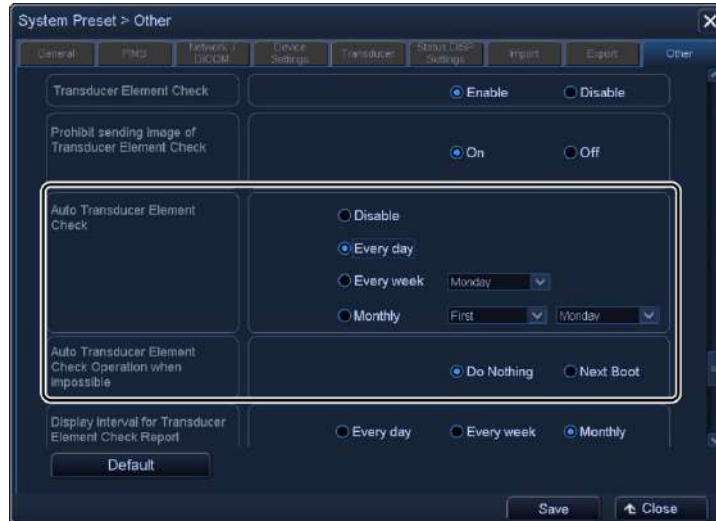 System Preset > Other
General PIMS Network / DICOM Device Settings Transducer Status DISP Settings Import Export Other
Transducer Element Check Enable Disable
Prohibit sending image of
Transducer Element Check On Off
Auto Transducer Element
Check
Disable
Every day
Every week Monday
Monthly First Monday
Auto Transducer Element
Check Operation when
impossible
Do Nothing Next Boot
Display Interval for Transducer
Element Check Report Every day Every week Monthly
Default
Save Close